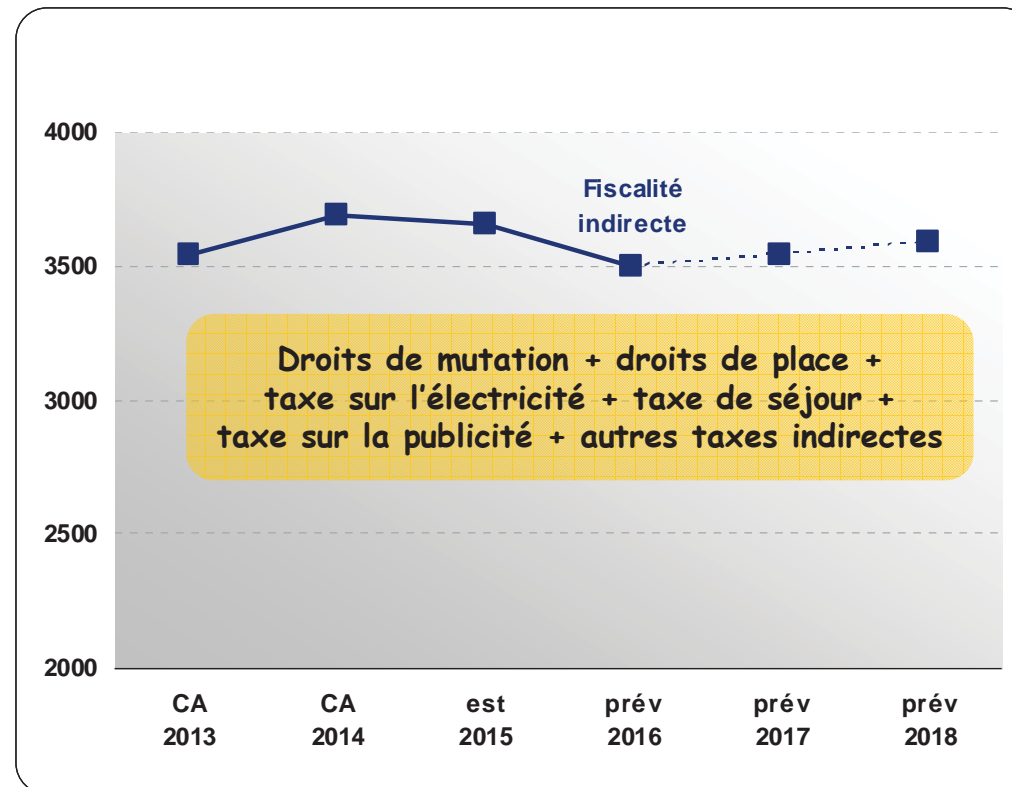 4000
Fiscalité
indirecte
3500
Droits de mutation + droits de place +
taxe sur l'électricité + taxe de séjour +
3000
taxe sur la publicité + autres taxes indirectes
2500
2000
CA CA est prév prév prév
2013 2014 2015 2016 2017 2018